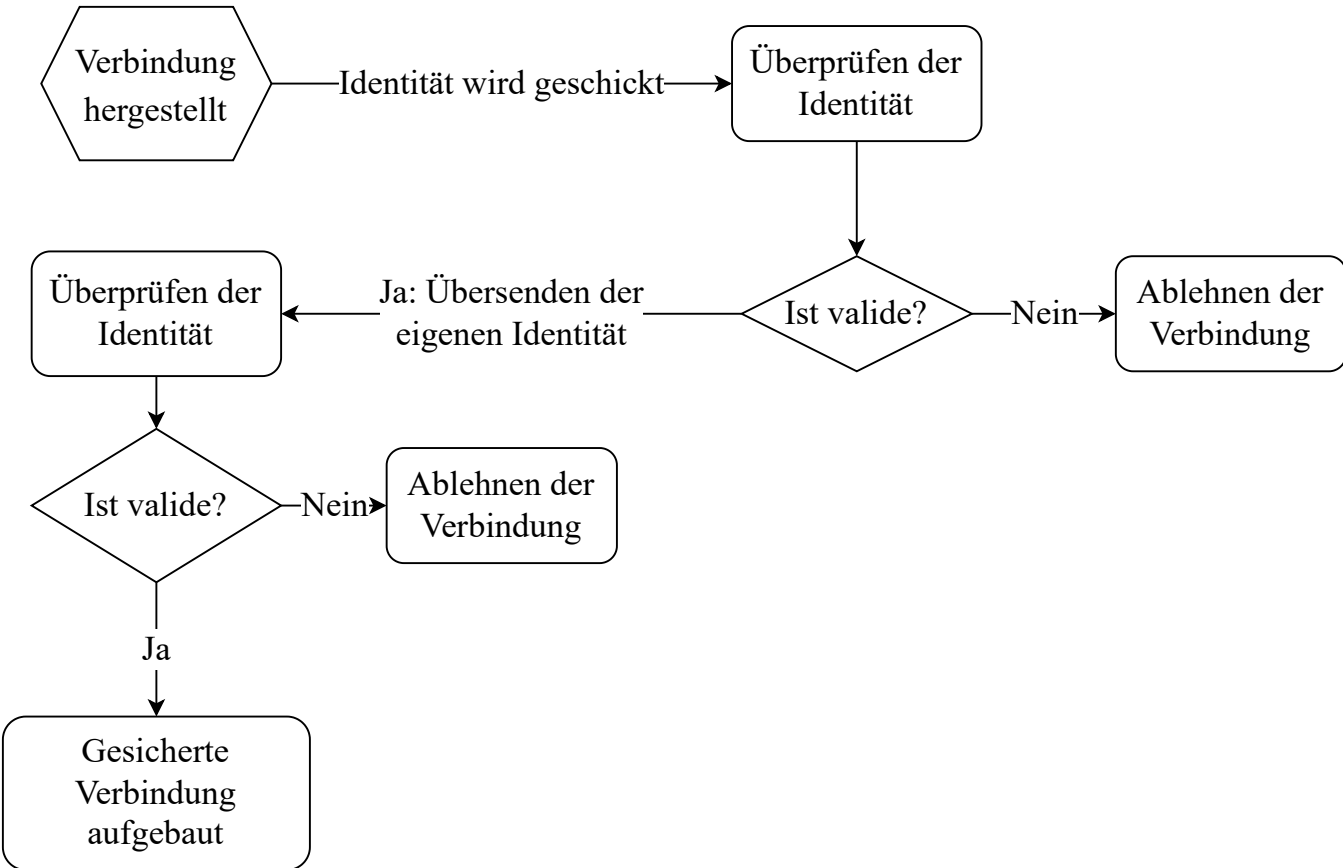 Verbindung
hergestellt
Identität wird geschickt
Überprüfen der
Identität
Überprüfen der
Identität
Ja: Übersenden der
eigenen Identität
Ist valide?
Nein
Ablehnen der
Verbindung
Ist valide?
Nein
Ablehnen der
Verbindung
Ja
Gesicherte
Verbindung
aufgebaut